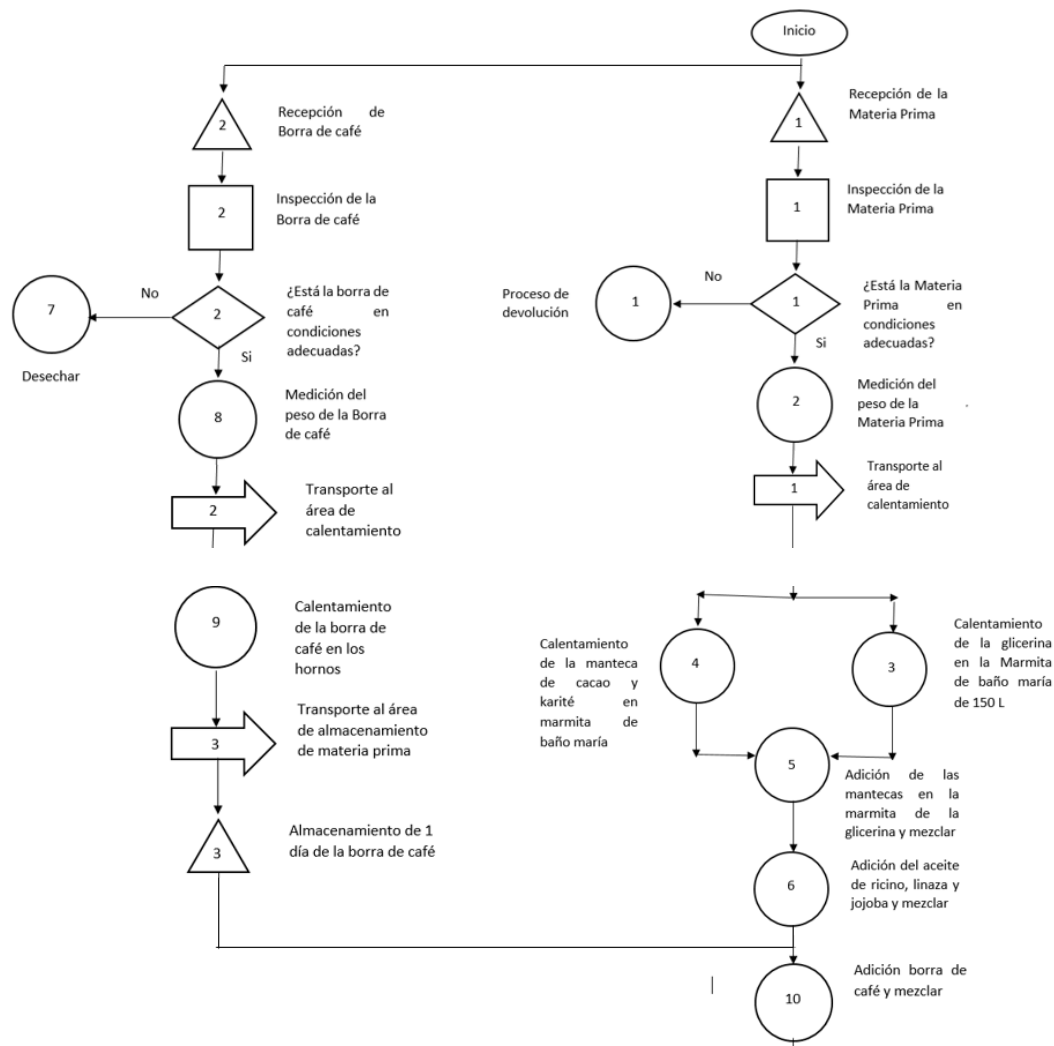 Inicio
2
Recepción de
Borra de café
1
Recepción de la
Materia Prima
2
Inspección de la
Borra de café
1
Inspección de la
Materia Prima
7
No
Desechar
2
Si
¿Está la borra de
café en
condiciones
adecuadas?
Proceso de
devolución
1
No
1
Si
¿Está la Materia
Prima en
condiciones
adecuadas?
8
Medición del
peso de la Borra
de café
2
Medición del
peso de la
Materia Prima
2
Transporte al
área de
calentamiento
1
Transporte al
área de
calentamiento
9
Calentamiento
de la borra de
café en los
hornos
Calentamiento
de la manteca
de cacao y
karité en
marmita de
baño maría
4
3
Calentamiento
de la glicerina
en la Marmita
de baño maría
de 150 L
3
Transporte al área
de almacenamiento
de materia prima
5
Adición de las
mantecas en la
marmita de la
glicerina y mezclar
3
Almacenamiento de 1
día de la borra de café
6
Adición del aceite
de ricino, linaza y
jojoba y mezclar
10
Adición borra de
café y mezclar